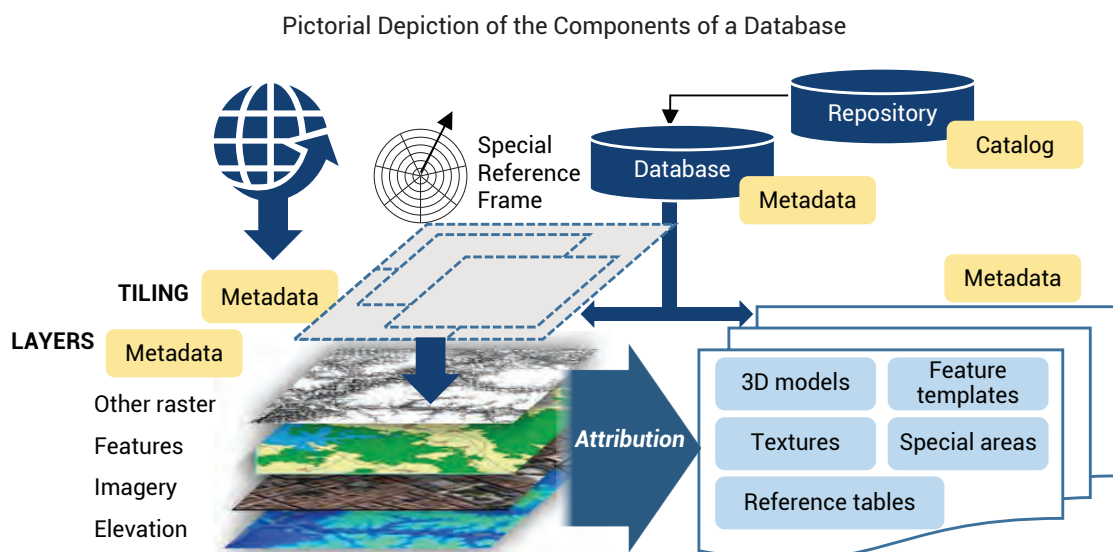 Pictorial Depiction of the Components of a Database
Repository
Catalog
Special
Reference
Frame
Database
Metadata
TILING
Metadata
Metadata
LAYERS
Metadata
Other raster
Features
Imagery
Elevation
Attribution
3D models
Feature
templates
Textures
Special areas
Reference tables